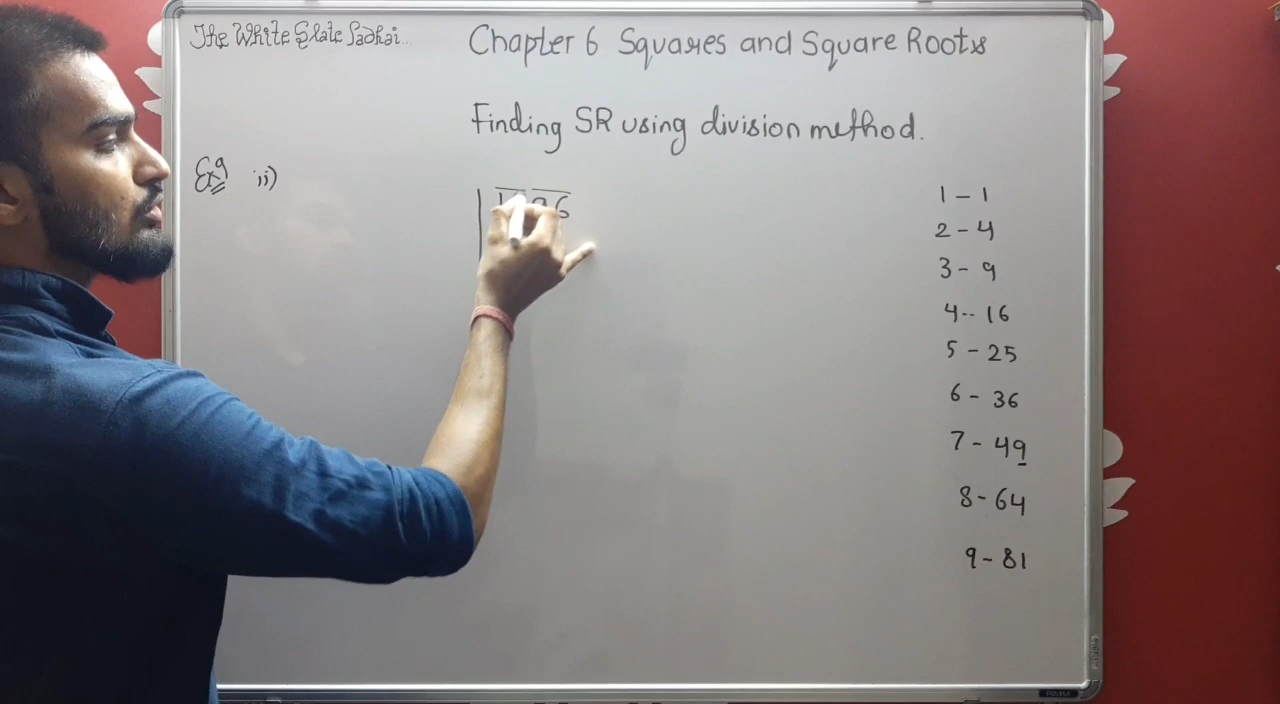 The White Slate Padhai...
Chapter 6 Squares and Square Roots
Finding SR using division method.
Eg ii)
1 - 1
2 - 4
3 - 9
4 -- 16
5 - 25
6 - 36
7 - 49
8 - 64
9 - 81